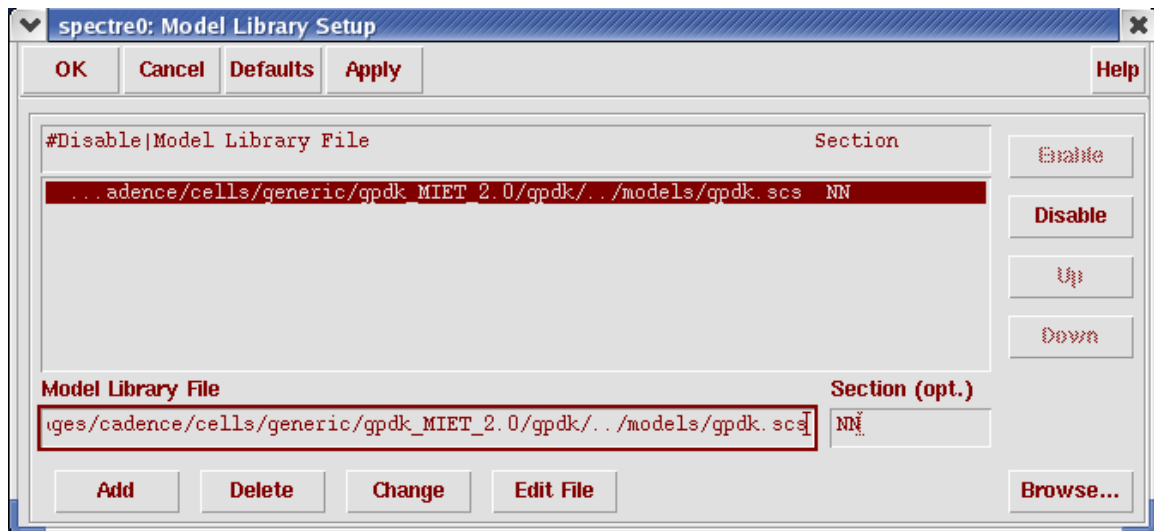 spectre0: Model Library Setup
OK Cancel Defaults Apply Help
#Disable|Model Library File Section
Enable
...adence/cells/generic/gpdk_MIET_2.0/gpdk/../models/gpdk.scs NN
Disable
Up
Down
Model Library File Section (opt.)
ges/cadence/cells/generic/gpdk_MIET_2.0/gpdk/../models/gpdk.scs NN
Add Delete Change Edit File Browse...